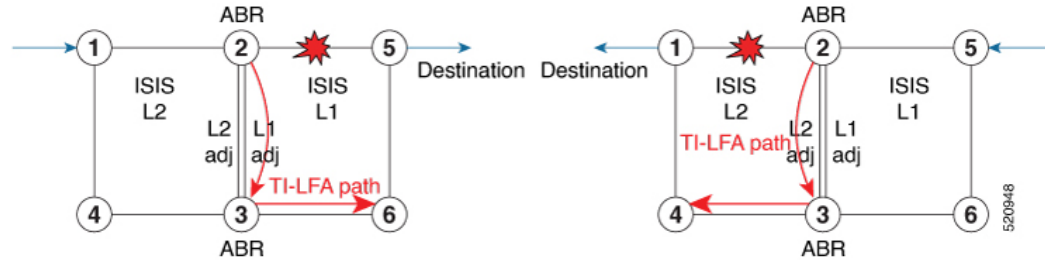 ABR
1
2
5
Destination
ISIS
L2
ISIS
L1
L2
adj
L1
adj
TI-LFA path
4
3
6
ABR
ABR
1
2
5
Destination
ISIS
L2
ISIS
L1
L2
adj
L1
adj
TI-LFA path
4
3
6
ABR
520948